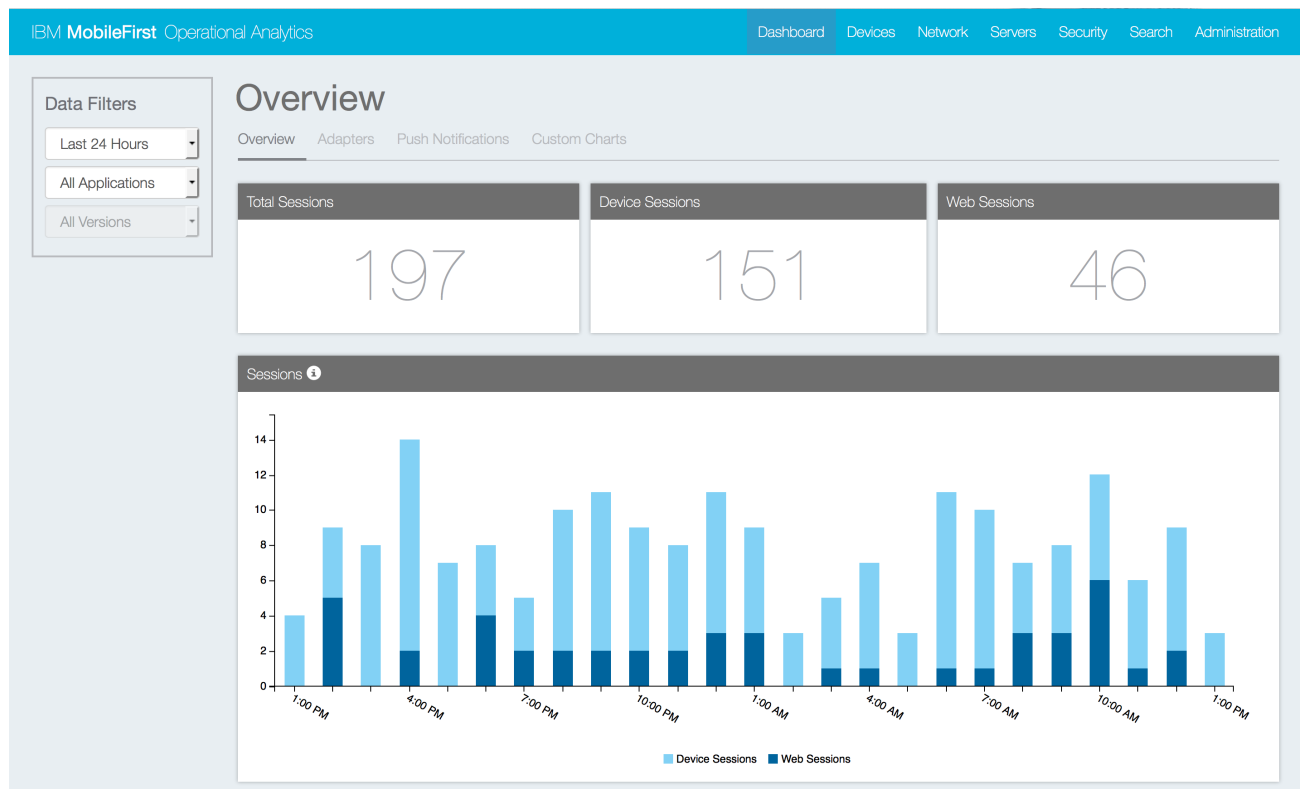 IBM MobileFirst Operational Analytics
Dashboard Devices Network Servers Security Search Administration
Data Filters
Last 24 Hours
All Applications
All Versions
Overview
Overview Adapters Push Notifications Custom Charts
Total Sessions
197
Device Sessions
151
Web Sessions
46
Sessions
14
12
10
8
6
4
2
0
1:00 PM 4:00 PM 7:00 PM 10:00 PM 1:00 AM 4:00 AM 7:00 AM 10:00 AM 1:00 PM
Device Sessions Web Sessions